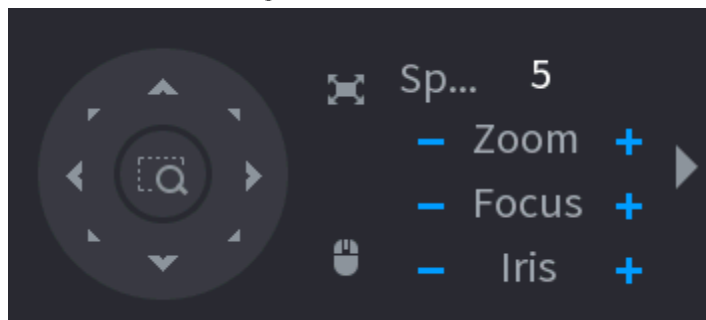 Sp... 5
– Zoom +
– Focus +
– Iris +